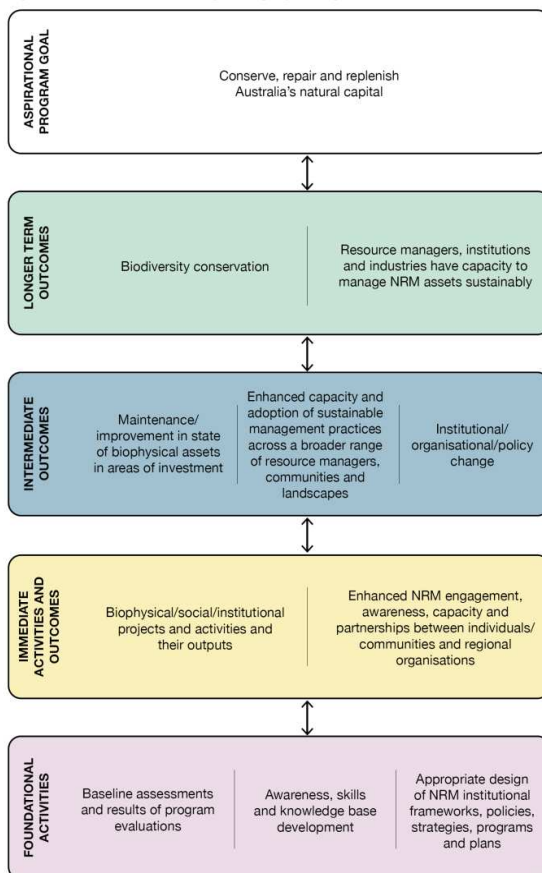 ASPIRATIONAL
PROGRAM GOAL
Conserve, repair and replenish
Australia's natural capital
LONGER TERM
OUTCOMES
Biodiversity conservation
Resource managers, institutions
and industries have capacity to
manage NRM assets sustainably
INTERMEDIATE
OUTCOMES
Maintenance/
improvement in state
of biophysical assets
in areas of investment
Enhanced capacity and
adoption of sustainable
management practices
across a broader range
of resource managers,
communities and
landscapes
Institutional/
organisational/policy
change
IMMEDIATE
ACTIVITIES AND
OUTCOMES
Biophysical/social/institutional
projects and activities and
their outputs
Enhanced NRM engagement,
awareness, capacity and
partnerships between individuals/
communities and regional
organisations
FOUNDATIONAL
ACTIVITIES
Baseline assessments
and results of program
evaluations
Awareness, skills
and knowledge base
development
Appropriate design
of NRM institutional
frameworks, policies,
strategies, programs
and plans